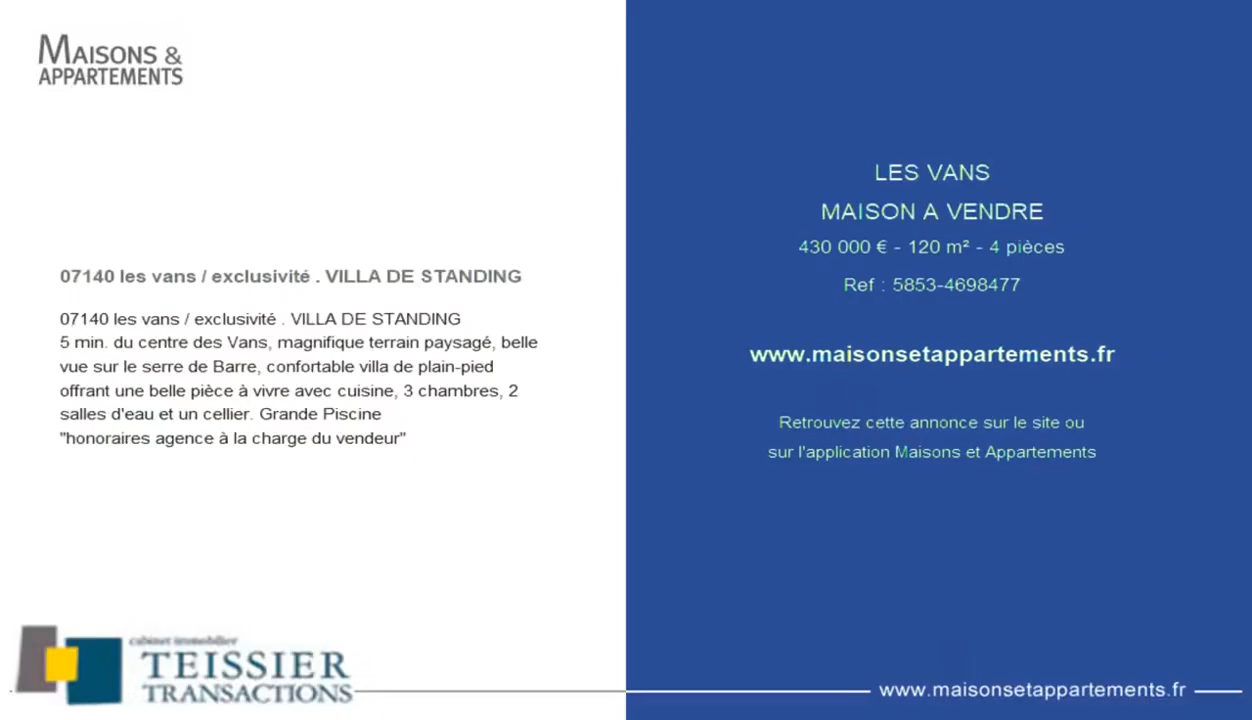 MAISONS &
APPARTEMENTS
07140 les vans / exclusivité . VILLA DE STANDING
07140 les vans / exclusivité . VILLA DE STANDING
5 min. du centre des Vans, magnifique terrain paysagé, belle
vue sur le serre de Barre, confortable villa de plain-pied
offrant une belle pièce à vivre avec cuisine, 3 chambres, 2
salles d'eau et un cellier. Grande Piscine
"honoraires agence à la charge du vendeur"
cabinet immobilier
TEISSIER
TRANSACTIONS
LES VANS
MAISON A VENDRE
430 000 € - 120 m² - 4 pièces
Ref : 5853-4698477
www.maisonsetappartements.fr
Retrouvez cette annonce sur le site ou
sur l'application Maisons et Appartements
www.maisonsetappartements.fr